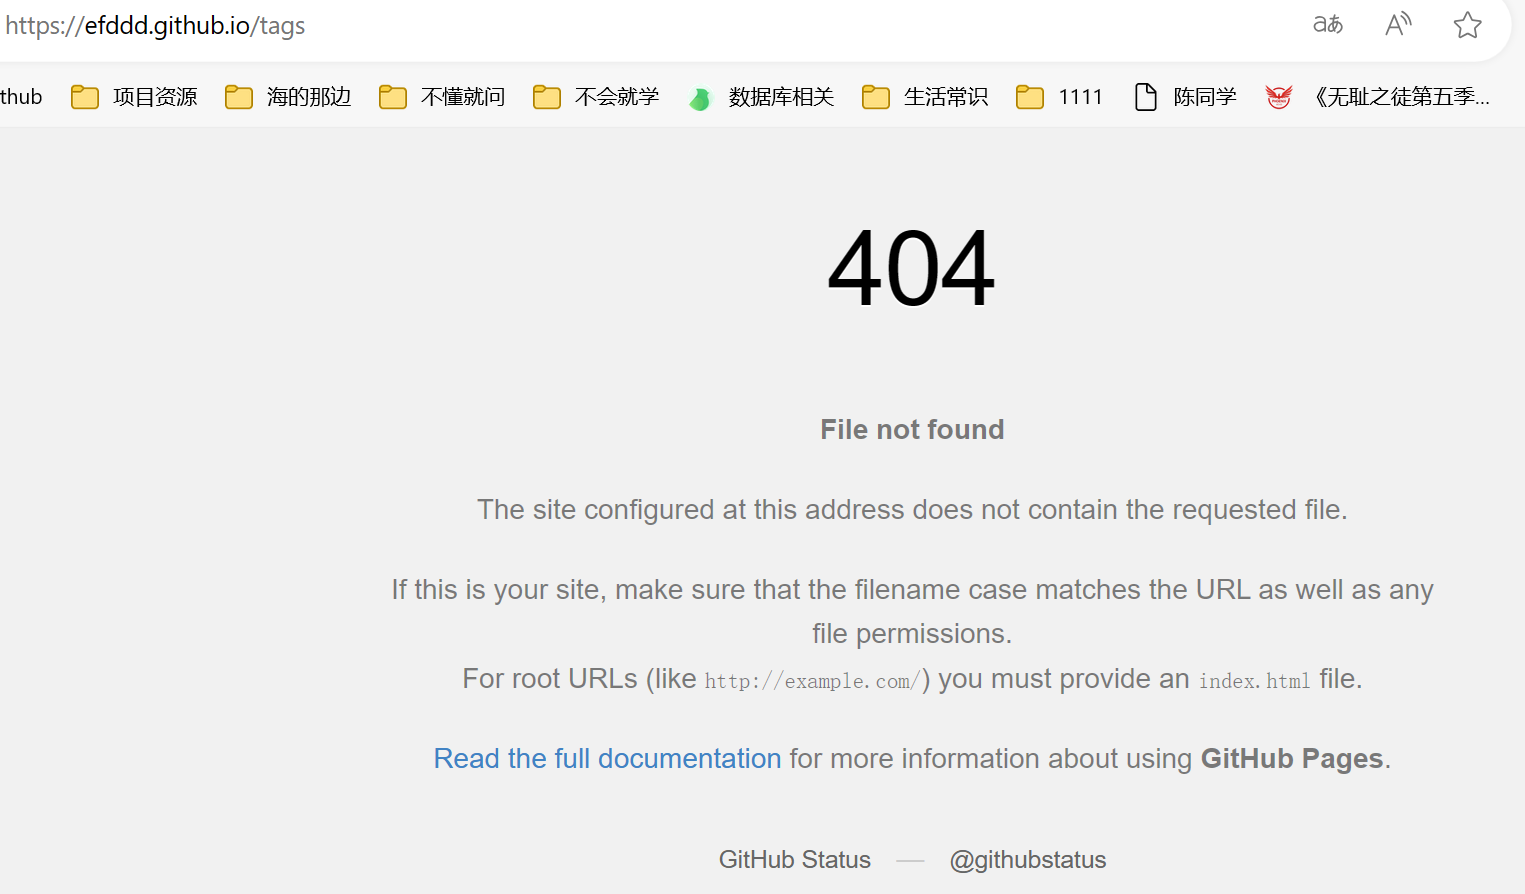 https://efddd.github.io/tags
aあ A
thub 项目资源 海的那边 不懂就问 不会就学 数据库相关 生活常识 1111 陈同学 《无耻之徒第五季...
404
File not found
The site configured at this address does not contain the requested file.
If this is your site, make sure that the filename case matches the URL as well as any
file permissions.
For root URLs (like http://example.com/) you must provide an index.html file.
Read the full documentation for more information about using GitHub Pages.
GitHub Status — @githubstatus